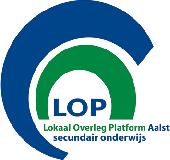 LOP
Lokaal Overleg Platform Aalst
secundair onderwijs